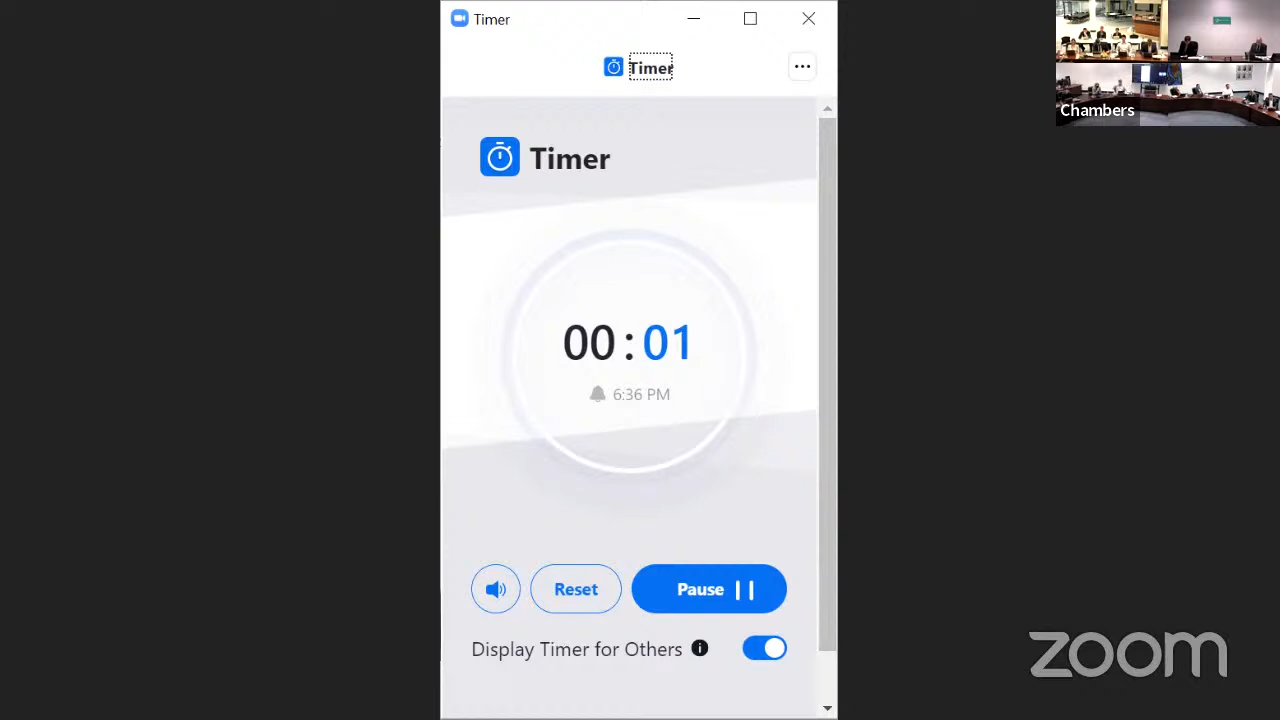 Timer
Timer
Timer
00:01
6:36 PM
Reset
Pause
Display Timer for Others
Chambers
zoom